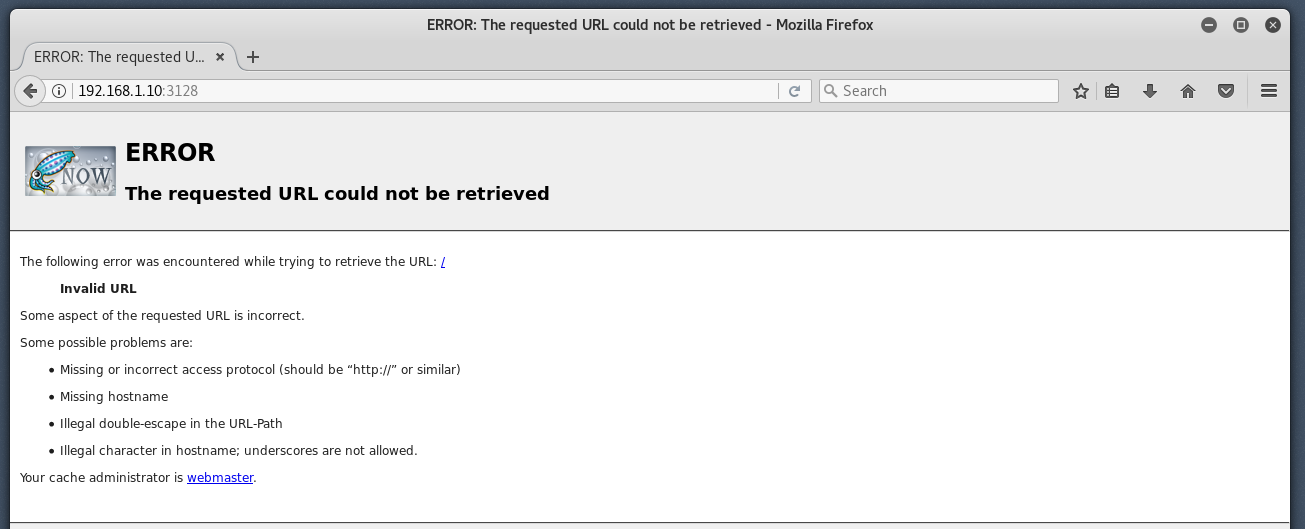 ERROR: The requested URL could not be retrieved - Mozilla Firefox
ERROR: The requested U...
192.168.1.10:3128
Search
NOW
ERROR
The requested URL could not be retrieved
The following error was encountered while trying to retrieve the URL: /
Invalid URL
Some aspect of the requested URL is incorrect.
Some possible problems are:
• Missing or incorrect access protocol (should be “http://” or similar)
• Missing hostname
• Illegal double-escape in the URL-Path
• Illegal character in hostname; underscores are not allowed.
Your cache administrator is webmaster.